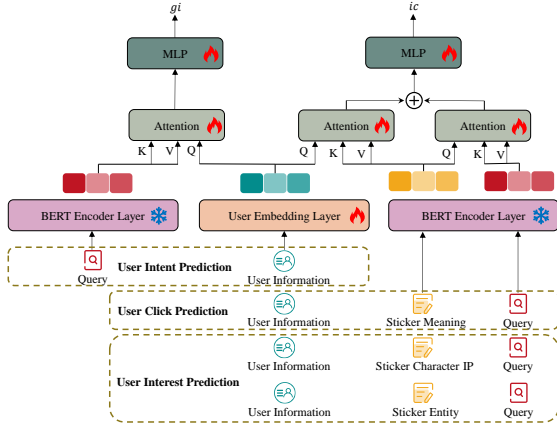 gi
ic
MLP
MLP
Attention
Attention
Attention
K
V
Q
Q
K
V
Q
K
V
BERT Encoder Layer
User Embedding Layer
BERT Encoder Layer
User Intent Prediction
Query
User Information
User Click Prediction
User Information
Sticker Meaning
Query
User Interest Prediction
User Information
Sticker Character IP
Query
User Information
Sticker Entity
Query